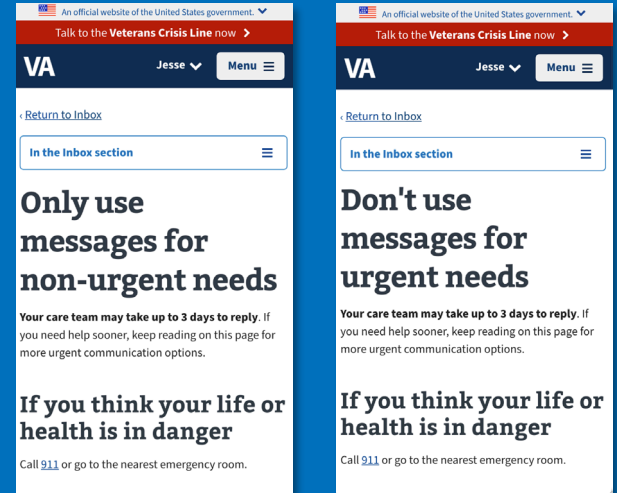 An official website of the United States government.
Talk to the Veterans Crisis Line now
VA
Jesse
Menu
‹ Return to Inbox
In the Inbox section
Only use
messages for
non-urgent needs
Your care team may take up to 3 days to reply. If
you need help sooner, keep reading on this page for
more urgent communication options.
If you think your life or
health is in danger
Call 911 or go to the nearest emergency room.
An official website of the United States government.
Talk to the Veterans Crisis Line now
VA
Jesse
Menu
‹ Return to Inbox
In the Inbox section
Don't use
messages for
urgent needs
Your care team may take up to 3 days to reply. If
you need help sooner, keep reading on this page for
more urgent communication options.
If you think your life or
health is in danger
Call 911 or go to the nearest emergency room.